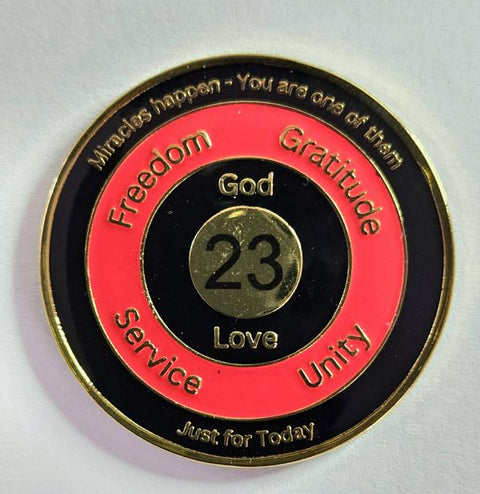 Miracles happen - You are one of them
Freedom
Gratitude
God
23
Love
Service
Unity
Just for Today